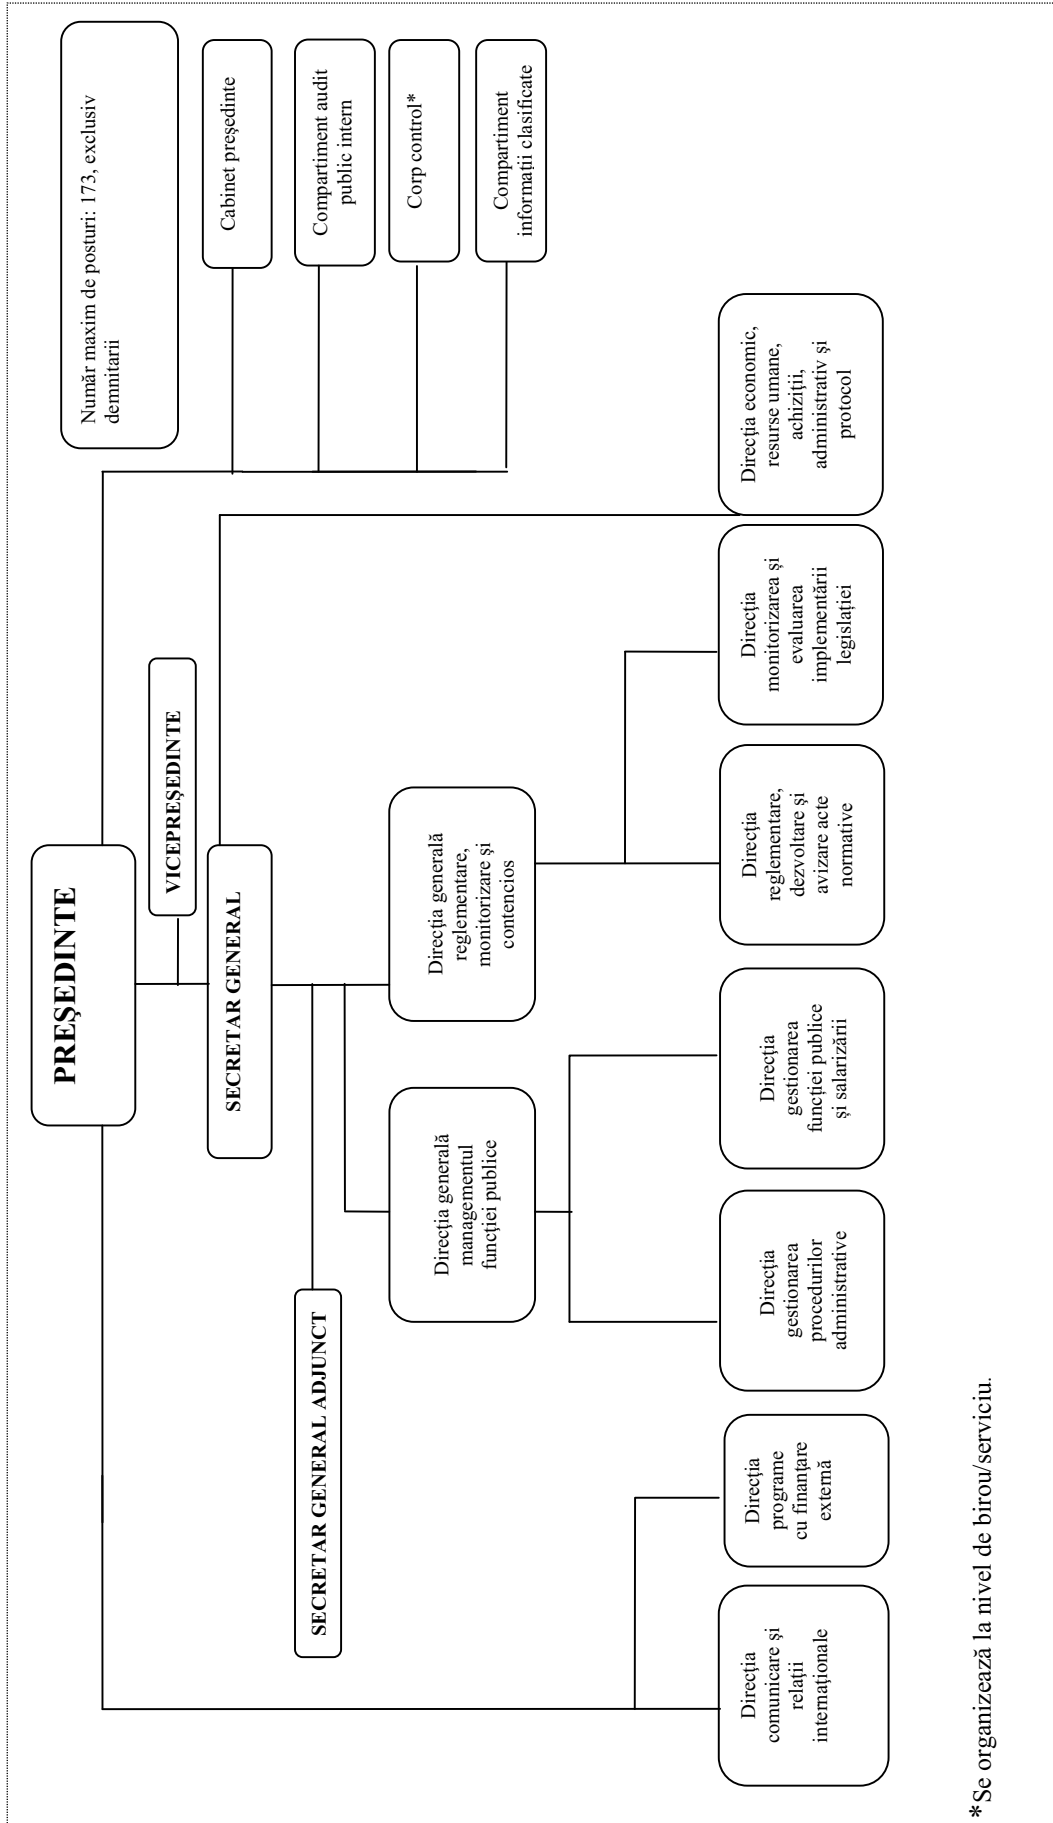 Număr maxim de posturi: 173, exclusiv
demnitarii
PREŞEDINTE
Cabinet preşedinte
VICEPREŞEDINTE
SECRETAR GENERAL
Compartiment audit
public intern
SECRETAR GENERAL ADJUNCT
Corp control*
Compartiment
informaţii clasificate
Direcţia generală
managementul
funcţiei publice
Direcţia generală
reglementare,
monitorizare şi
contencios
Direcţia
comunicare şi
relaţii
internaţionale
Direcţia
programe
cu finanţare
externă
Direcţia
gestionarea
procedurilor
administrative
Direcţia
gestionarea
funcției publice
și salarizării
Direcţia
reglementare,
dezvoltare şi
avizare acte
normative
Direcţia
monitorizarea și
evaluarea
implementării
legislației
Direcţia economic,
resurse umane,
achiziţii,
administrativ şi
protocol
*Se organizează la nivel de birou/serviciu.